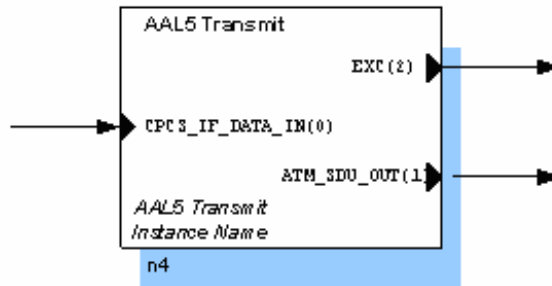 AAL5 Transmit
EXC(2)
CPCS_IF_DATA_IN(0)
ATM_SDU_OUT(1)
AAL5 Transmit
Instance Name
n4